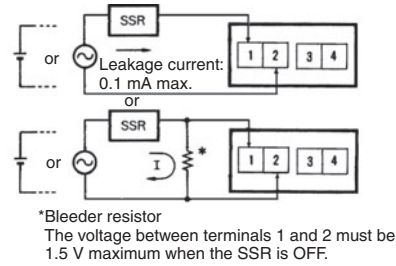 SSR
or
Leakage current:
0.1 mA max.
1 2 3 4
or
SSR
or
I
*
1 2 3 4
*Bleeder resistor
The voltage between terminals 1 and 2 must be
1.5 V maximum when the SSR is OFF.